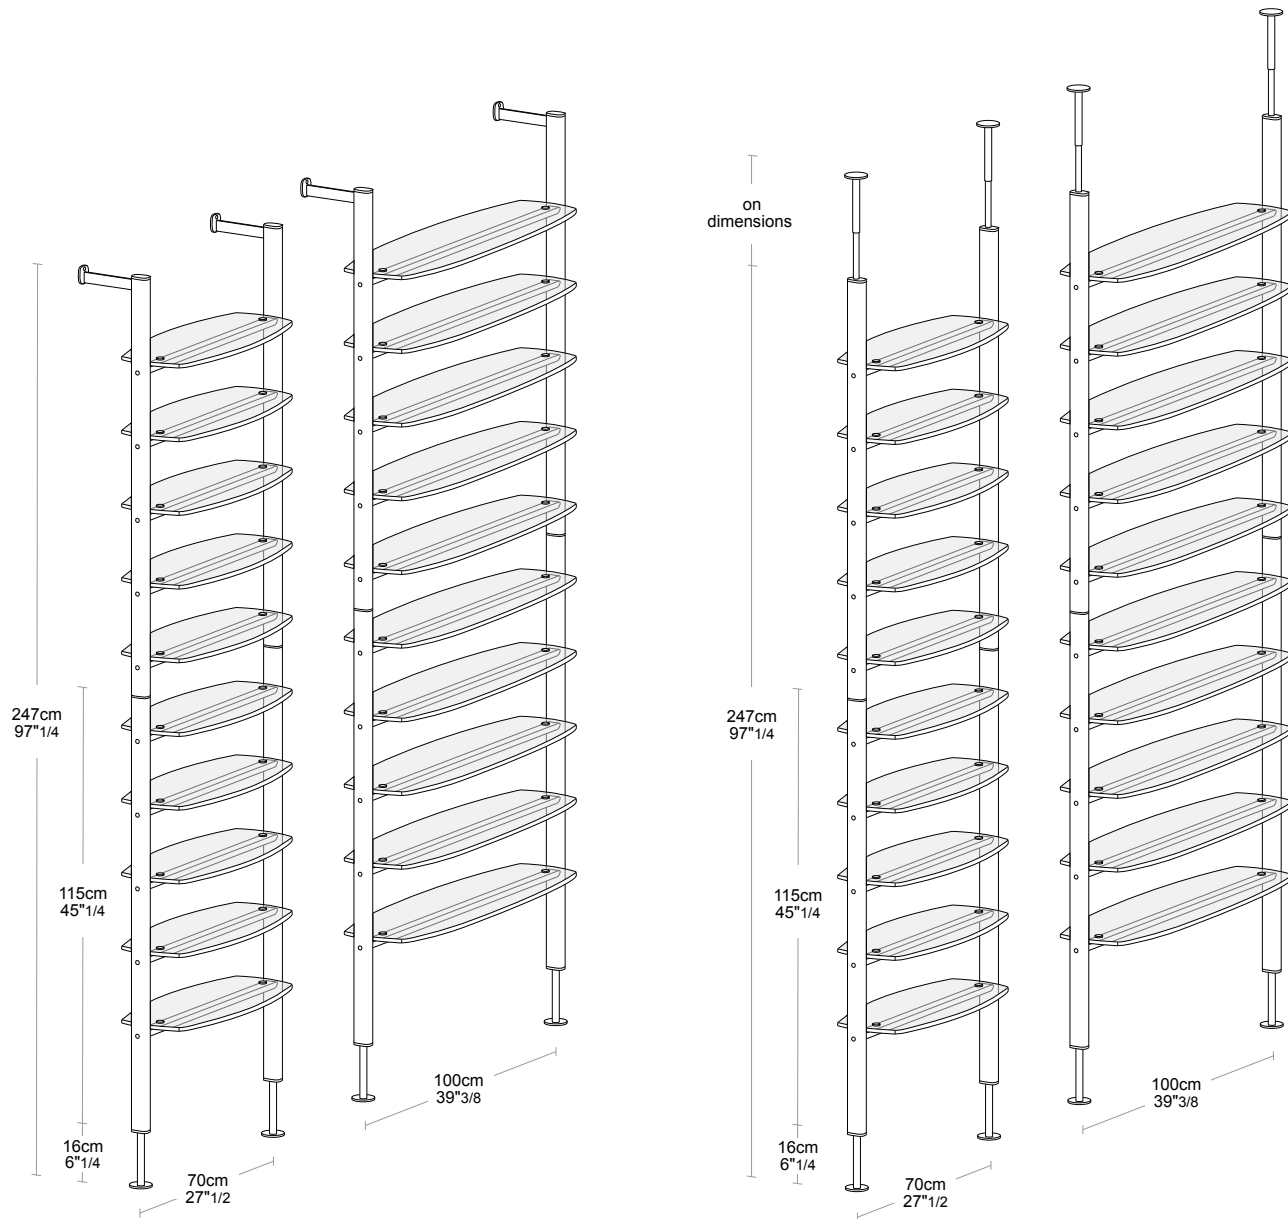 on
dimensions
247cm
97"1/4
115cm
45"1/4
16cm
6"1/4
70cm
27"1/2
100cm
39"3/8
247cm
97"1/4
115cm
45"1/4
16cm
6"1/4
70cm
27"1/2
100cm
39"3/8